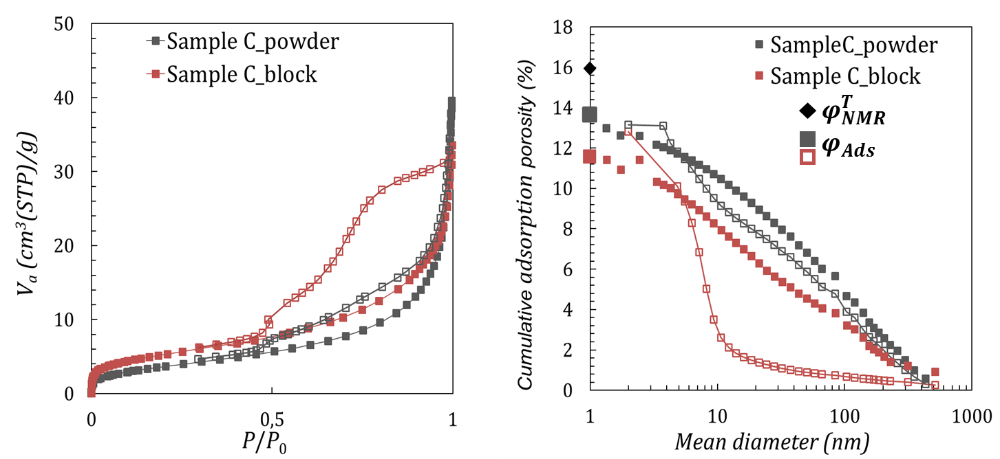 50
40
30
20
10
0
0
0,5
1
Vₐ (cm³(STP)/g)
P/P₀
Sample C_powder
Sample C_block
18
16
14
12
10
8
6
4
2
0
1
10
100
1000
Cumulative adsorption porosity (%)
Mean diameter (nm)
SampleC_powder
Sample C_block
φᵀNMR
φAds